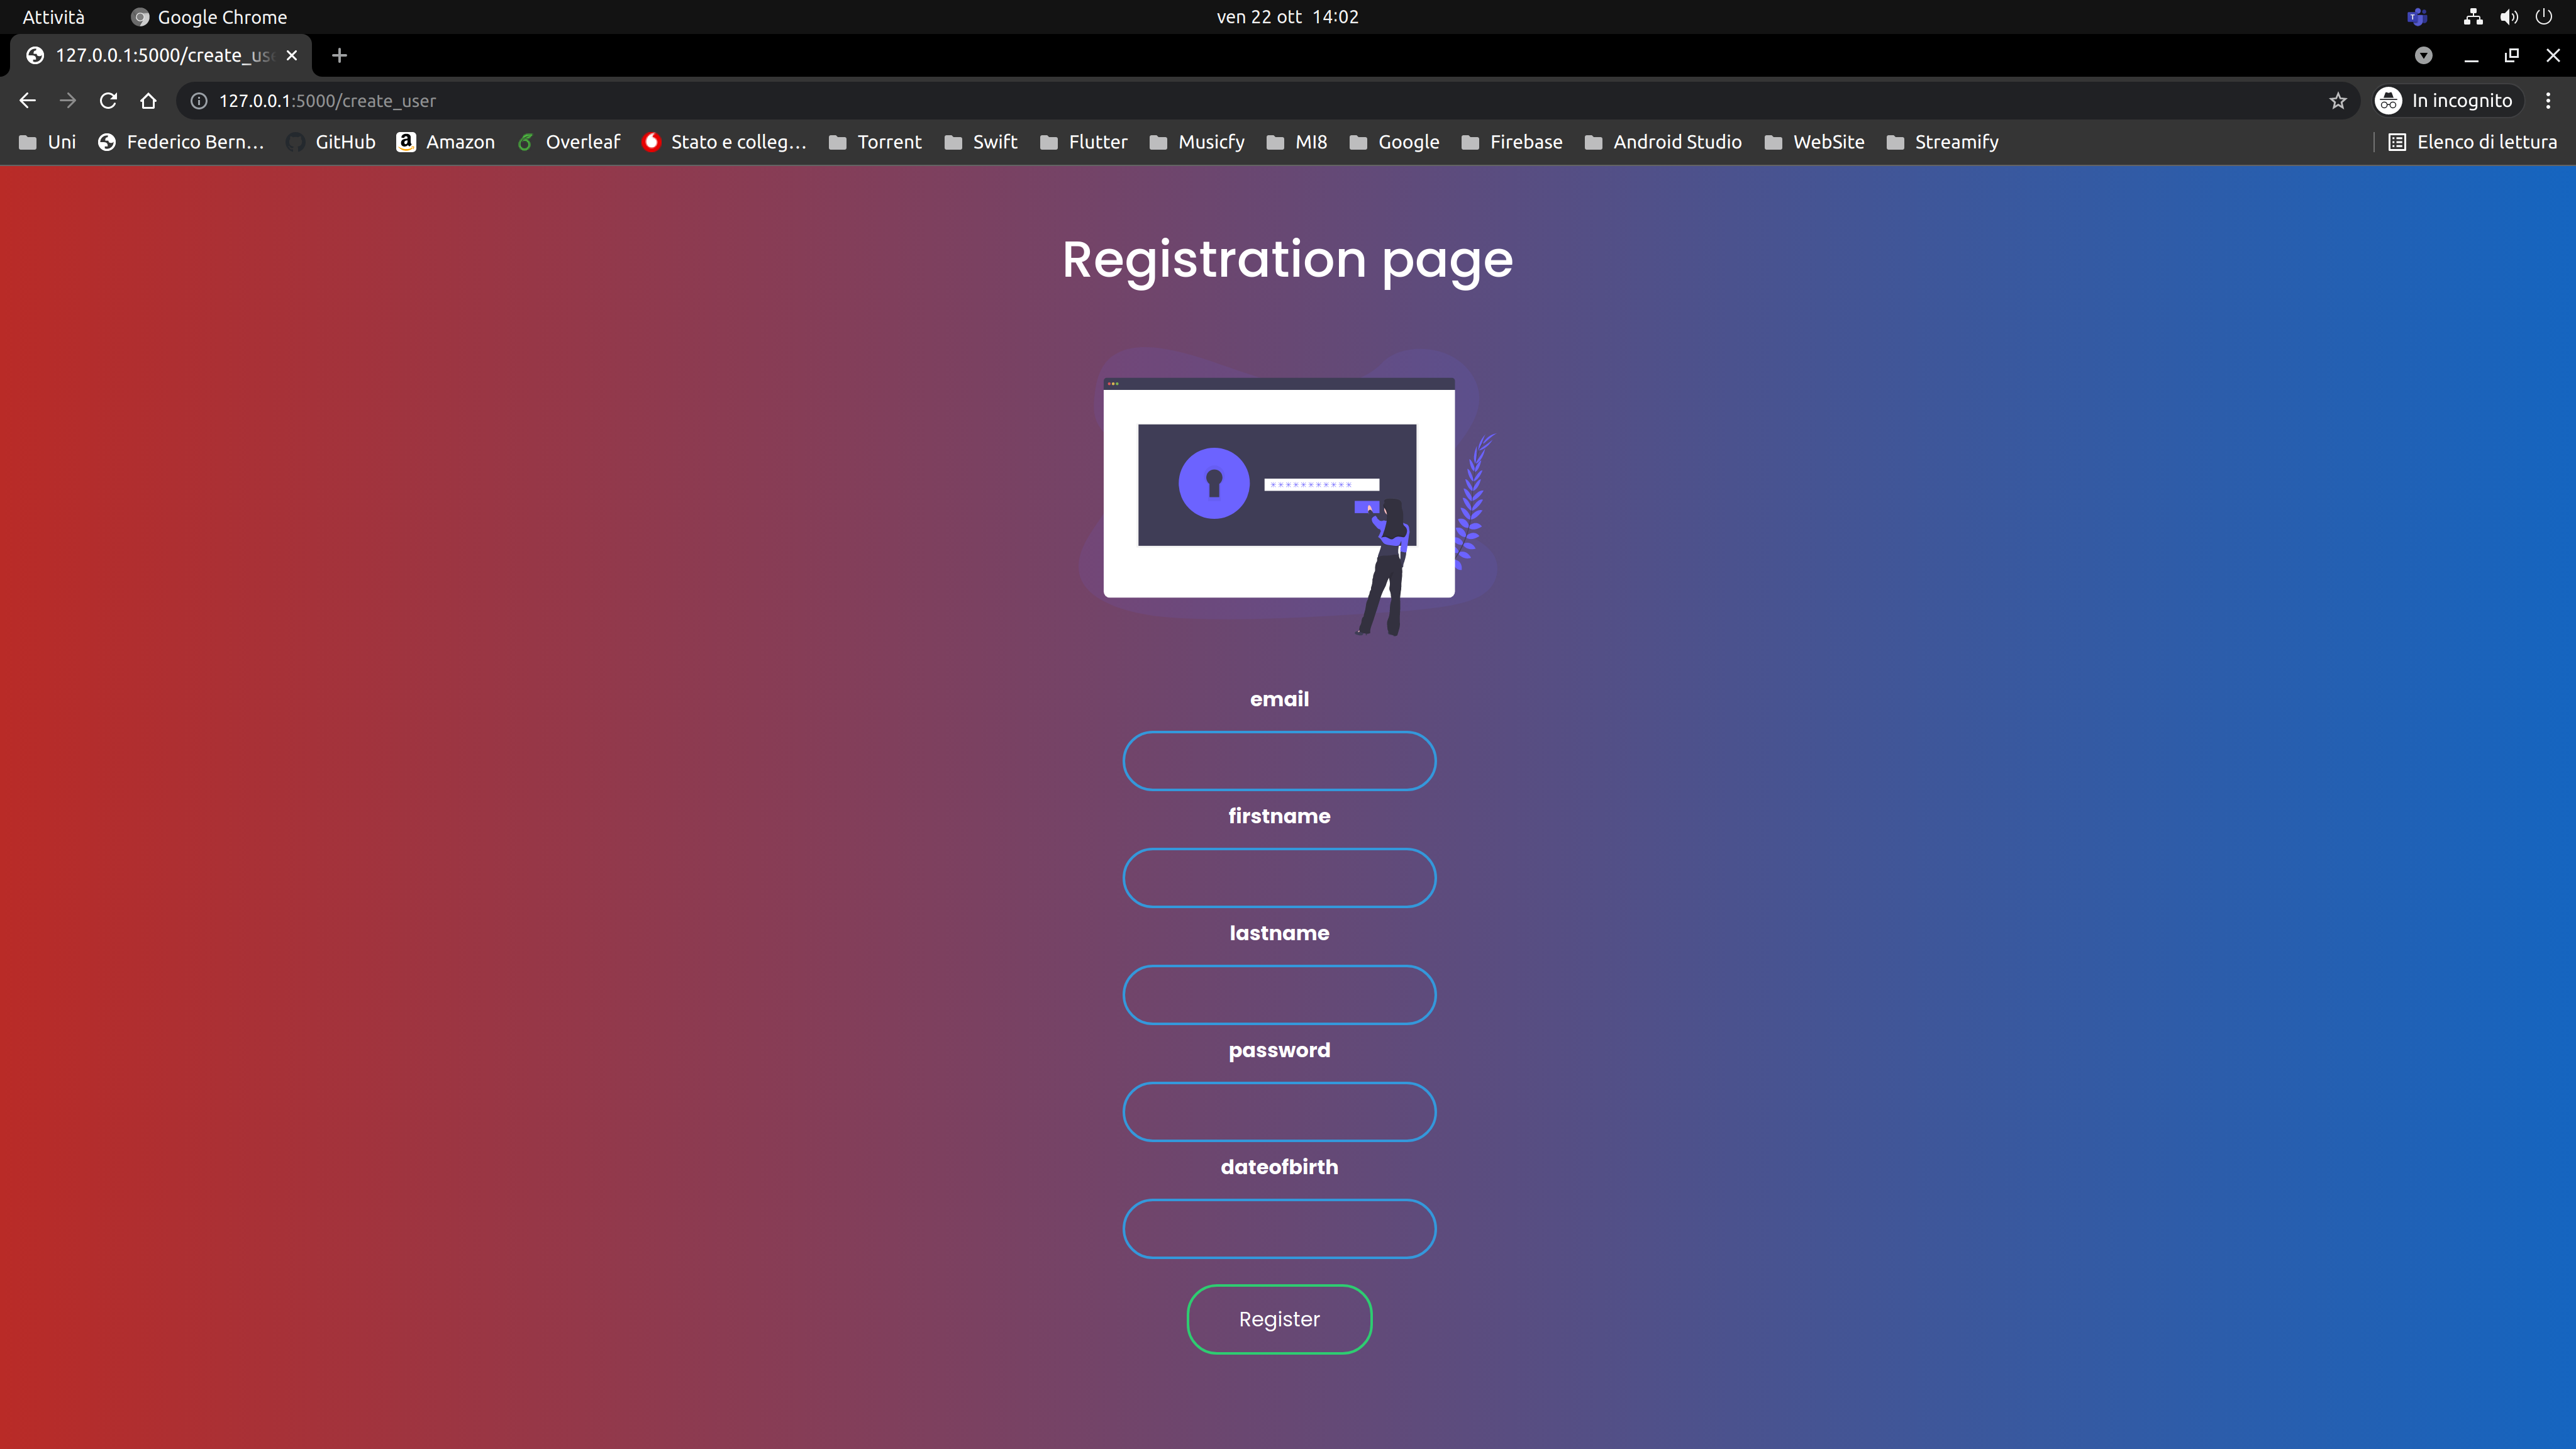 Attività Google Chrome ven 22 ott 14:02
127.0.0.1:5000/create_use
127.0.0.1:5000/create_user In incognito
Uni Federico Bern... GitHub Amazon Overleaf Stato e colleg... Torrent Swift Flutter Musicfy MI8 Google Firebase Android Studio WebSite Streamify Elenco di lettura
Registration page
***********
email
firstname
lastname
password
dateofbirth
Register